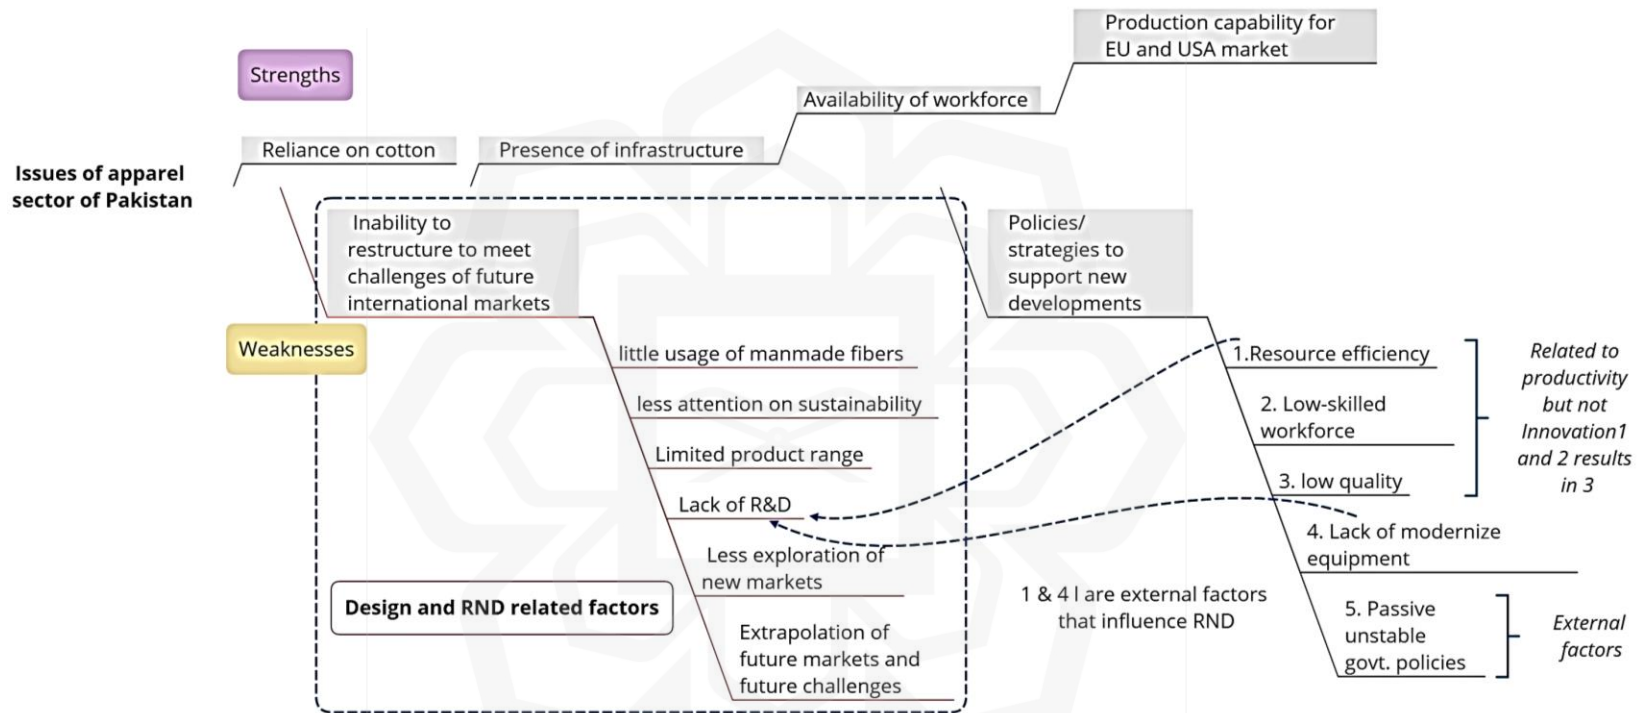 Production capability for
EU and USA market
Strengths
Availability of workforce
Reliance on cotton
Presence of infrastructure
Issues of apparel
sector of Pakistan
Inability to
restructure to meet
challenges of future
international markets
Policies/
strategies to
support new
developments
Weaknesses
little usage of manmade fibers
less attention on sustainability
Limited product range
Lack of R&D
Less exploration of
new markets
Extrapolation of
future markets and
future challenges
Design and RND related factors
1.Resource efficiency
2. Low-skilled
workforce
3. low quality
4. Lack of modernize
equipment
5. Passive
unstable
govt. policies
Related to
productivity
but not
Innovation1
and 2 results
in 3
1 & 4 I are external factors
that influence RND
External
factors